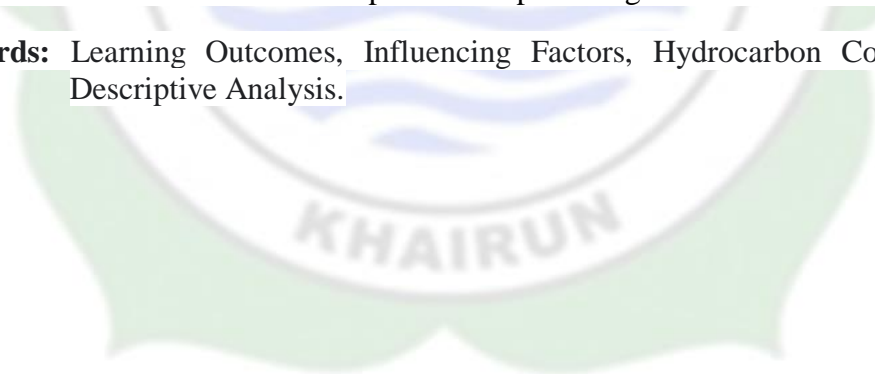 rds: Learning Outcomes, Influencing Factors, Hydrocarbon Co
Descriptive Analysis.
KHAIRUN